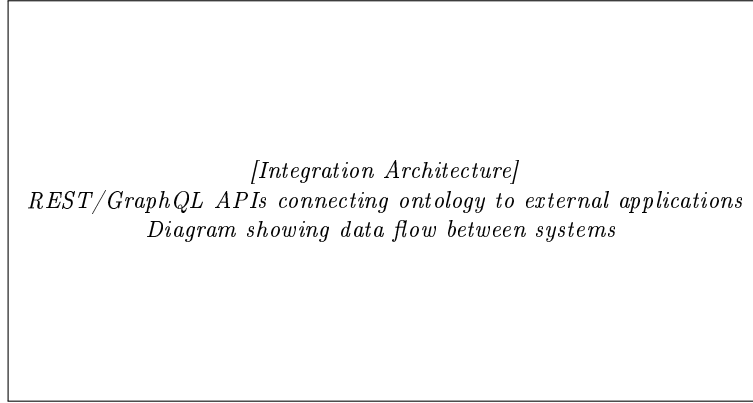 [Integration Architecture]
REST/GraphQL APIs connecting ontology to external applications
Diagram showing data flow between systems